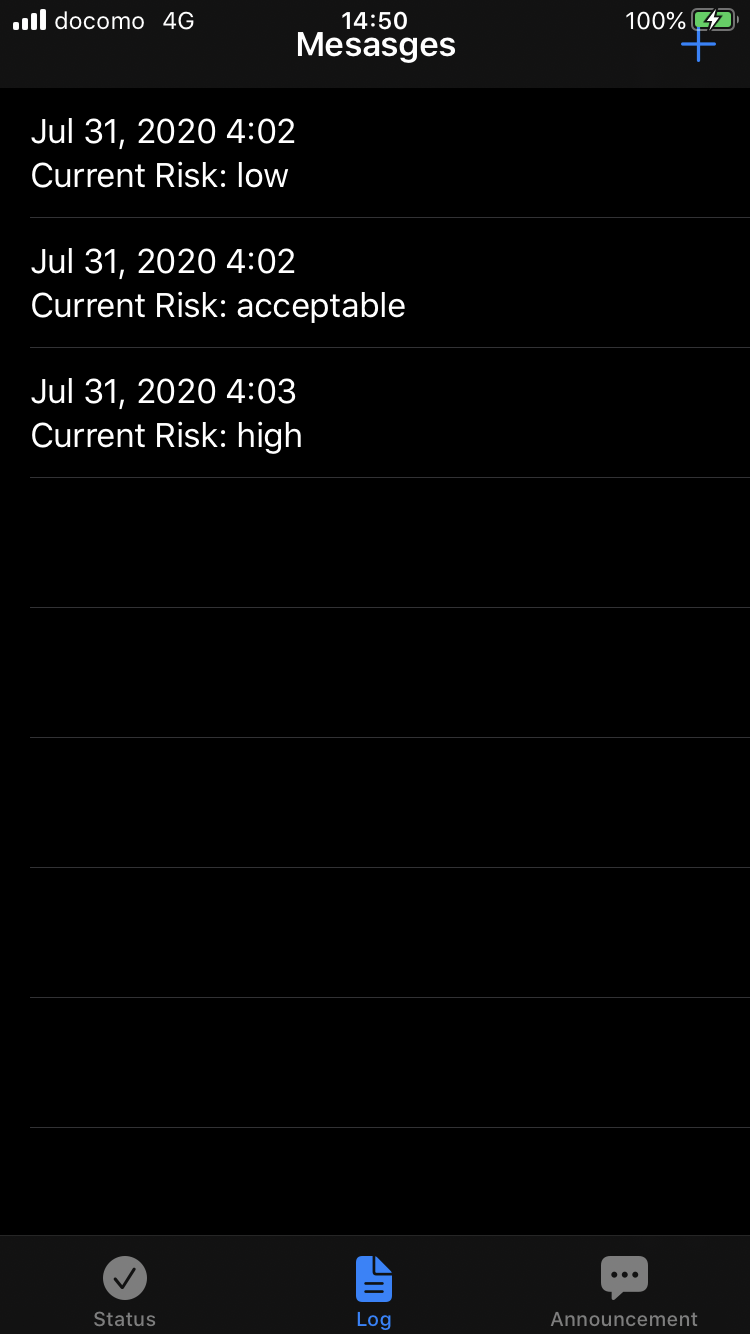 docomo 4G 14:50 100%
Mesasges
Jul 31, 2020 4:02
Current Risk: low
Jul 31, 2020 4:02
Current Risk: acceptable
Jul 31, 2020 4:03
Current Risk: high
Status Log Announcement